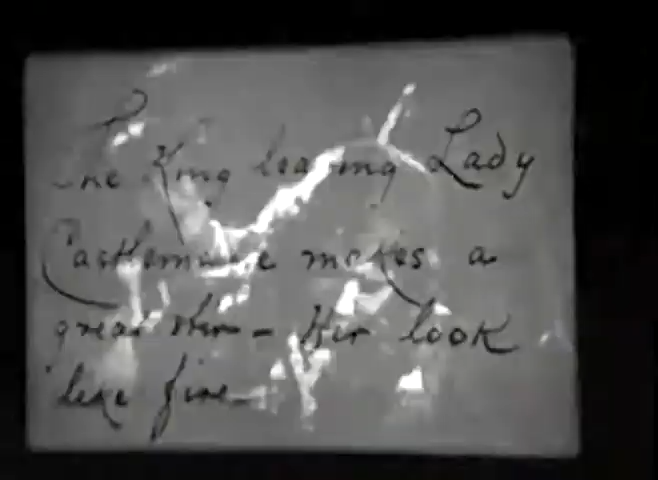 The King leaving Lady
Castlemaine makes a
great - Her look
like fire